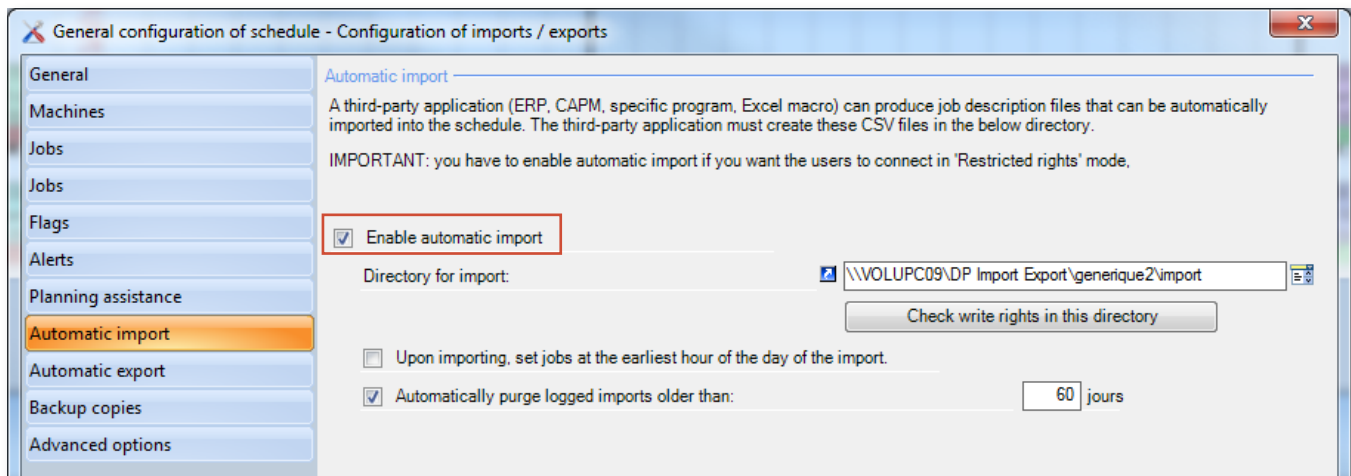 General configuration of schedule - Configuration of imports / exports
General
Machines
Jobs
Jobs
Flags
Alerts
Planning assistance
Automatic import
Automatic export
Backup copies
Advanced options
Automatic import
A third-party application (ERP, CAPM, specific program, Excel macro) can produce job description files that can be automatically
imported into the schedule. The third-party application must create these CSV files in the below directory.
IMPORTANT: you have to enable automatic import if you want the users to connect in 'Restricted rights' mode,
Enable automatic import
Directory for import: \\VOLUPC09\DP Import Export\generique2\import
Check write rights in this directory
Upon importing, set jobs at the earliest hour of the day of the import.
Automatically purge logged imports older than: 60 jours